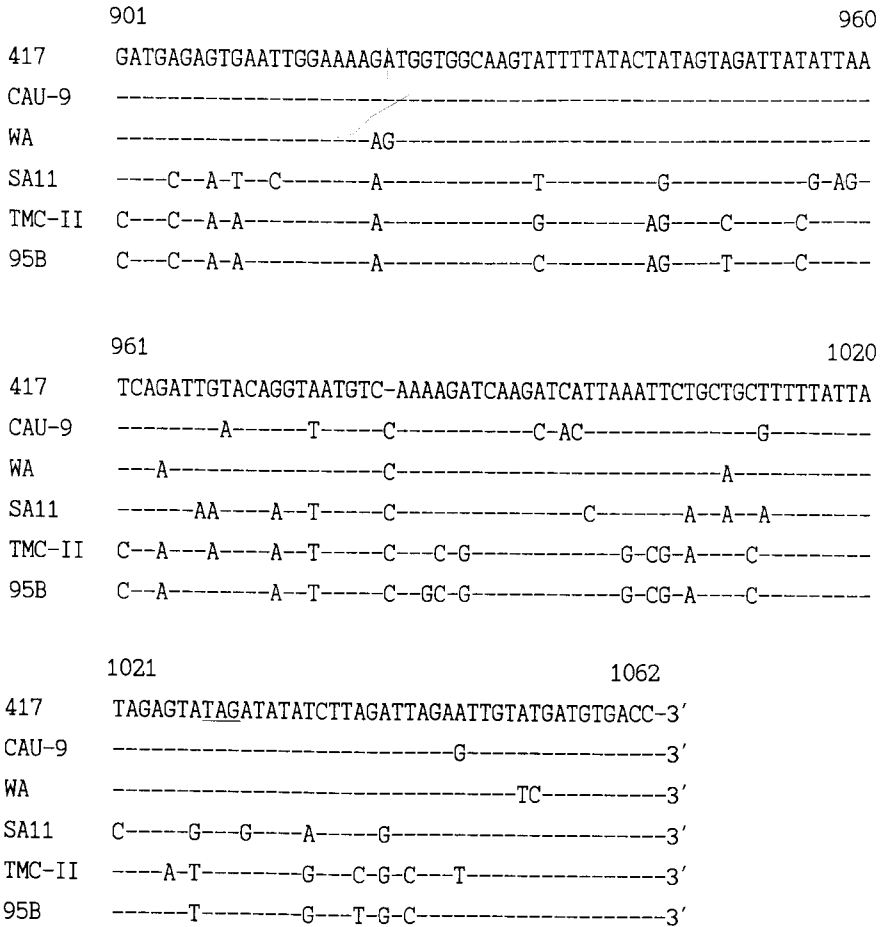 901 960
417 GATGAGAGTGAATTGGAAAAGATGGTGGCAAGTATTTTATACTATAGTAGATTATATTAA
CAU-9 ------------------------------------------------------------
WA --------------------AG--------------------------------------
SA11 ----C--A-T--C-------A------------T---------G-----------G-AG-
TMC-II C---C--A-A----------A------------G--------AG----C-----C-----
95B C---C--A-A----------A------------C--------AG----T-----C-----
961 1020
417 TCAGATTGTACAGGTAATGTC-AAAAGATCAAGATCATTAAATTCTGCTGCTTTTTATTA
CAU-9 --------A------T-----C-----------C-AC--------------G--------
WA ---A-----------------C--------------------------A-----------
SA11 ------AA----A--T-----C---------------C-------A--A--A--------
TMC-II C--A---A----A--T-----C---C-G------------G-CG-A----C---------
95B C--A--------A--T-----C--GC-G------------G-CG-A----C---------
1021 1062
417 TAGAGTATAGATATATCTTAGATTAGAATTGTATGATGTGACC-3′
CAU-9 ---------------------------G----------------3′
WA --------------------------------TC----------3′
SA11 C-----G---G----A-----G----------------------3′
TMC-II ----A-T--------G---C-G-C---T----------------3′
95B ------T--------G---T-G-C--------------------3′